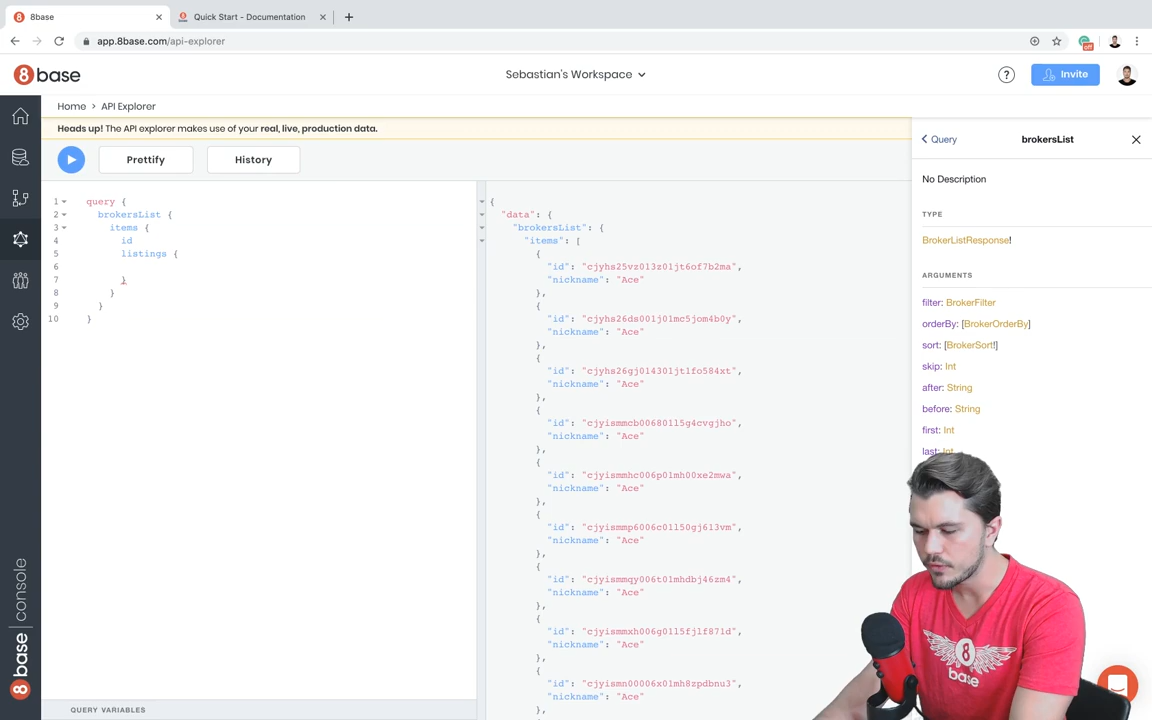 8base
Quick Start - Documentation
app.8base.com/api-explorer
off
8base
Sebastian's Workspace
?
Invite
Home > API Explorer
Heads up! The API explorer makes use of your real, live, production data.
Prettify
History
Query
brokersList
No Description
TYPE
BrokerListResponse!
ARGUMENTS
filter: BrokerFilter
orderBy: [BrokerOrderBy]
sort: [BrokerSort!]
skip: Int
after: String
before: String
first: Int
last: Int
1 query {
2 brokersList {
3 items {
4 id
5 listings {
6
7 }
8 }
9 }
10 }
{
"data": {
"brokersList": {
"items": [
{
"id": "cjyhs25vz013z01jt6of7b2ma",
"nickname": "Ace"
},
{
"id": "cjyhs26ds001j01mc5jom4b0y",
"nickname": "Ace"
},
{
"id": "cjyhs26gj014301jt1fo584xt",
"nickname": "Ace"
},
{
"id": "cjyismmcb00680115g4cvgjho",
"nickname": "Ace"
},
{
"id": "cjyismmhc006p01mh00xe2mwa",
"nickname": "Ace"
},
{
"id": "cjyismmp6006c01150gj613vm",
"nickname": "Ace"
},
{
"id": "cjyismmqy006t01mhdbj46zm4",
"nickname": "Ace"
},
{
"id": "cjyismmxh006g0115fjlf871d",
"nickname": "Ace"
},
{
"id": "cjyismn00006x01mh8zpdbnu3",
"nickname": "Ace"
},
QUERY VARIABLES
8base console
8
base